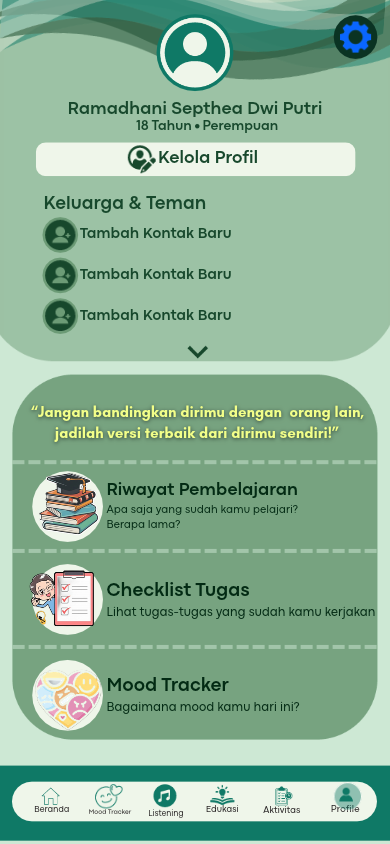 Ramadhani Septhea Dwi Putri
18 Tahun • Perempuan
Kelola Profil
Keluarga & Teman
Tambah Kontak Baru
Tambah Kontak Baru
Tambah Kontak Baru
“Jangan bandingkan dirimu dengan orang lain,
jadilah versi terbaik dari dirimu sendiri!”
Riwayat Pembelajaran
Apa saja yang sudah kamu pelajari?
Berapa lama?
Checklist Tugas
Lihat tugas-tugas yang sudah kamu kerjakan
Mood Tracker
Bagaimana mood kamu hari ini?
Beranda
Mood Tracker
Listening
Edukasi
Aktivitas
Profile